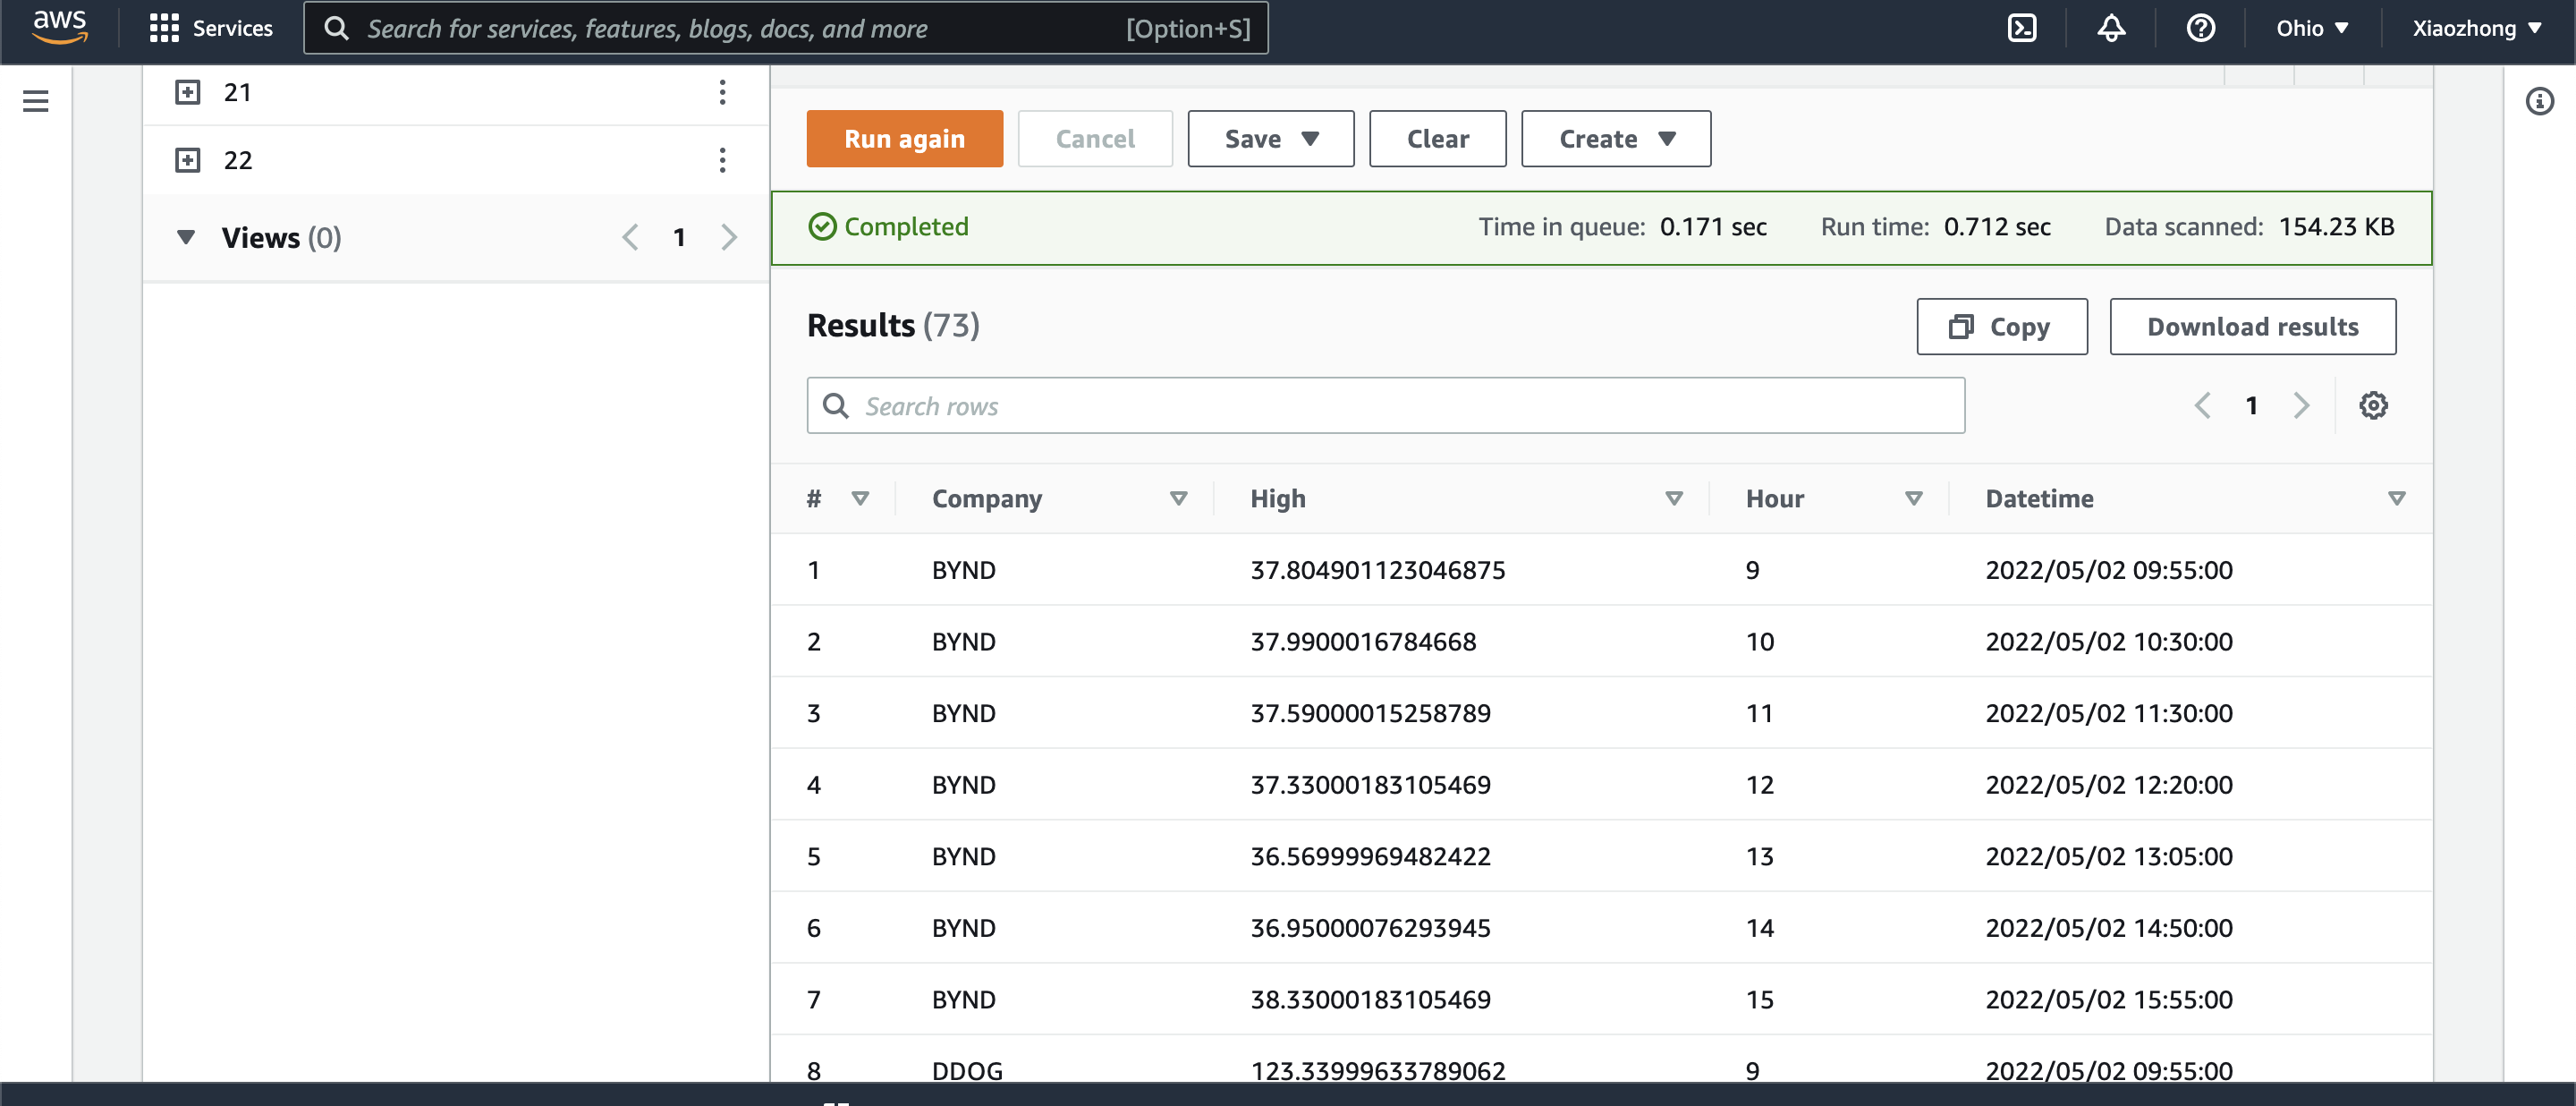 aws Services Search for services, features, blogs, docs, and more [Option+S] Ohio Xiaozhong
21
22
Views (0) 1
Run again Cancel Save Clear Create
Completed Time in queue: 0.171 sec Run time: 0.712 sec Data scanned: 154.23 KB
Results (73) Copy Download results
Search rows 1
# Company High Hour Datetime
1 BYND 37.804901123046875 9 2022/05/02 09:55:00
2 BYND 37.9900016784668 10 2022/05/02 10:30:00
3 BYND 37.59000015258789 11 2022/05/02 11:30:00
4 BYND 37.33000183105469 12 2022/05/02 12:20:00
5 BYND 36.56999969482422 13 2022/05/02 13:05:00
6 BYND 36.95000076293945 14 2022/05/02 14:50:00
7 BYND 38.33000183105469 15 2022/05/02 15:55:00
8 DDOG 123.33999633789062 9 2022/05/02 09:55:00